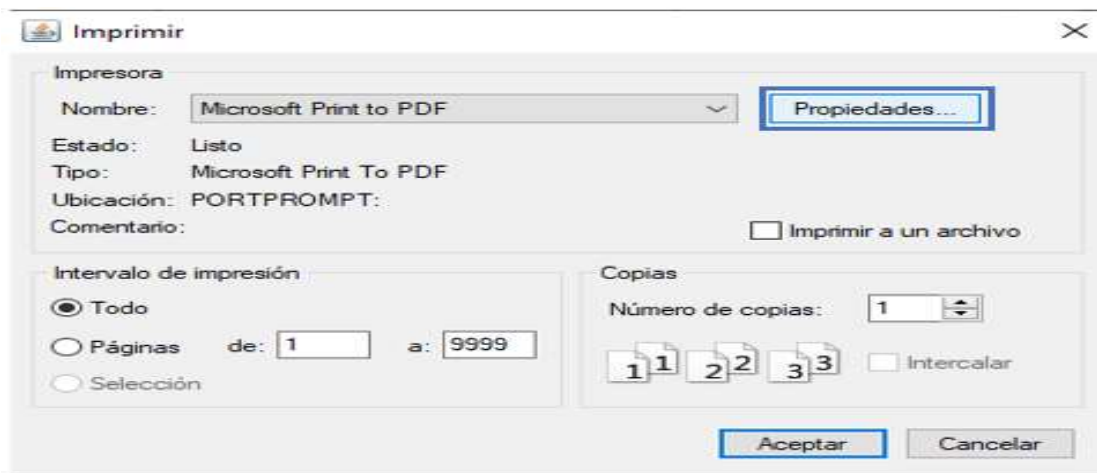 Imprimir
Impresora
Nombre: Microsoft Print to PDF Propiedades...
Estado: Listo
Tipo: Microsoft Print To PDF
Ubicación: PORTPROMPT:
Comentario: Imprimir a un archivo
Intervalo de impresión
Todo
Páginas de: 1 a: 9999
Selección
Copias
Número de copias: 1
1 1 2 2 3 3 Intercalar
Aceptar Cancelar